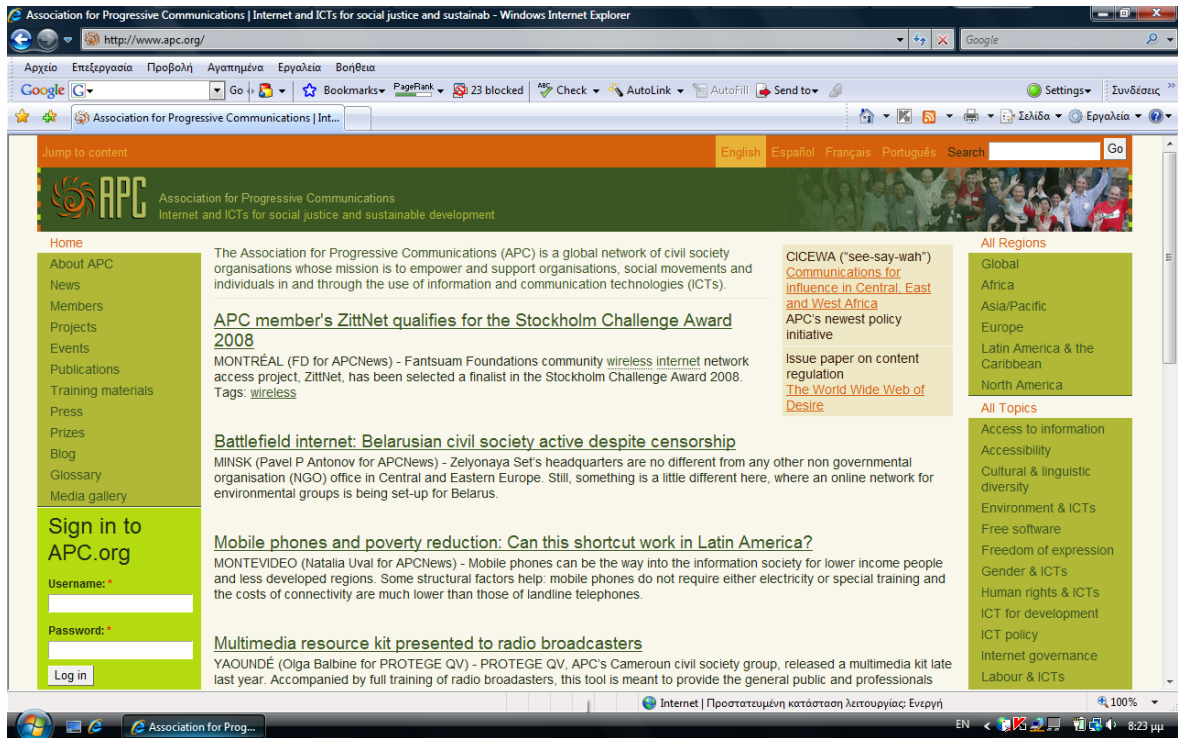 Association for Progressive Communications | Internet and ICTs for social justice and sustainab - Windows Internet Explorer
http://www.apc.org/
Google
Αρχείο Επεξεργασία Προβολή Αγαπημένα Εργαλεία Βοήθεια
Google G Go Bookmarks PageRank 23 blocked ABC Check AutoLink AutoFill Send to Settings Συνδέσεις
Association for Progressive Communications | Int...
Σελίδα Εργαλεία
Jump to content
English Español Français Português Search Go
APC
Association for Progressive Communications
Internet and ICTs for social justice and sustainable development
Home
About APC
News
Members
Projects
Events
Publications
Training materials
Press
Prizes
Blog
Glossary
Media gallery
Sign in to
APC.org
Username: *
Password: *
Log in
The Association for Progressive Communications (APC) is a global network of civil society
organisations whose mission is to empower and support organisations, social movements and
individuals in and through the use of information and communication technologies (ICTs).
APC member's ZittNet qualifies for the Stockholm Challenge Award
2008
MONTRÉAL (FD for APCNews) - Fantsuam Foundations community wireless internet network
access project, ZittNet, has been selected a finalist in the Stockholm Challenge Award 2008.
Tags: wireless
Battlefield internet: Belarusian civil society active despite censorship
MINSK (Pavel P Antonov for APCNews) - Zelyonaya Set's headquarters are no different from any other non governmental
organisation (NGO) office in Central and Eastern Europe. Still, something is a little different here, where an online network for
environmental groups is being set-up for Belarus.
Mobile phones and poverty reduction: Can this shortcut work in Latin America?
MONTEVIDEO (Natalia Uval for APCNews) - Mobile phones can be the way into the information society for lower income people
and less developed regions. Some structural factors help: mobile phones do not require either electricity or special training and
the costs of connectivity are much lower than those of landline telephones.
Multimedia resource kit presented to radio broadcasters
YAOUNDÉ (Olga Balbine for PROTEGE QV) - PROTEGE QV, APC's Cameroun civil society group, released a multimedia kit late
last year. Accompanied by full training of radio broadasters, this tool is meant to provide the general public and professionals
CICEWA ("see-say-wah")
Communications for
influence in Central, East
and West Africa
APC's newest policy
initiative
Issue paper on content
regulation
The World Wide Web of
Desire
All Regions
Global
Africa
Asia/Pacific
Europe
Latin America & the
Caribbean
North America
All Topics
Access to information
Accessibility
Cultural & linguistic
diversity
Environment & ICTs
Free software
Freedom of expression
Gender & ICTs
Human rights & ICTs
ICT for development
ICT policy
Internet governance
Labour & ICTs
Internet | Προστατευμένη κατάσταση λειτουργίας: Ενεργή 100%
Association for Prog...
EN 8:23 μμ